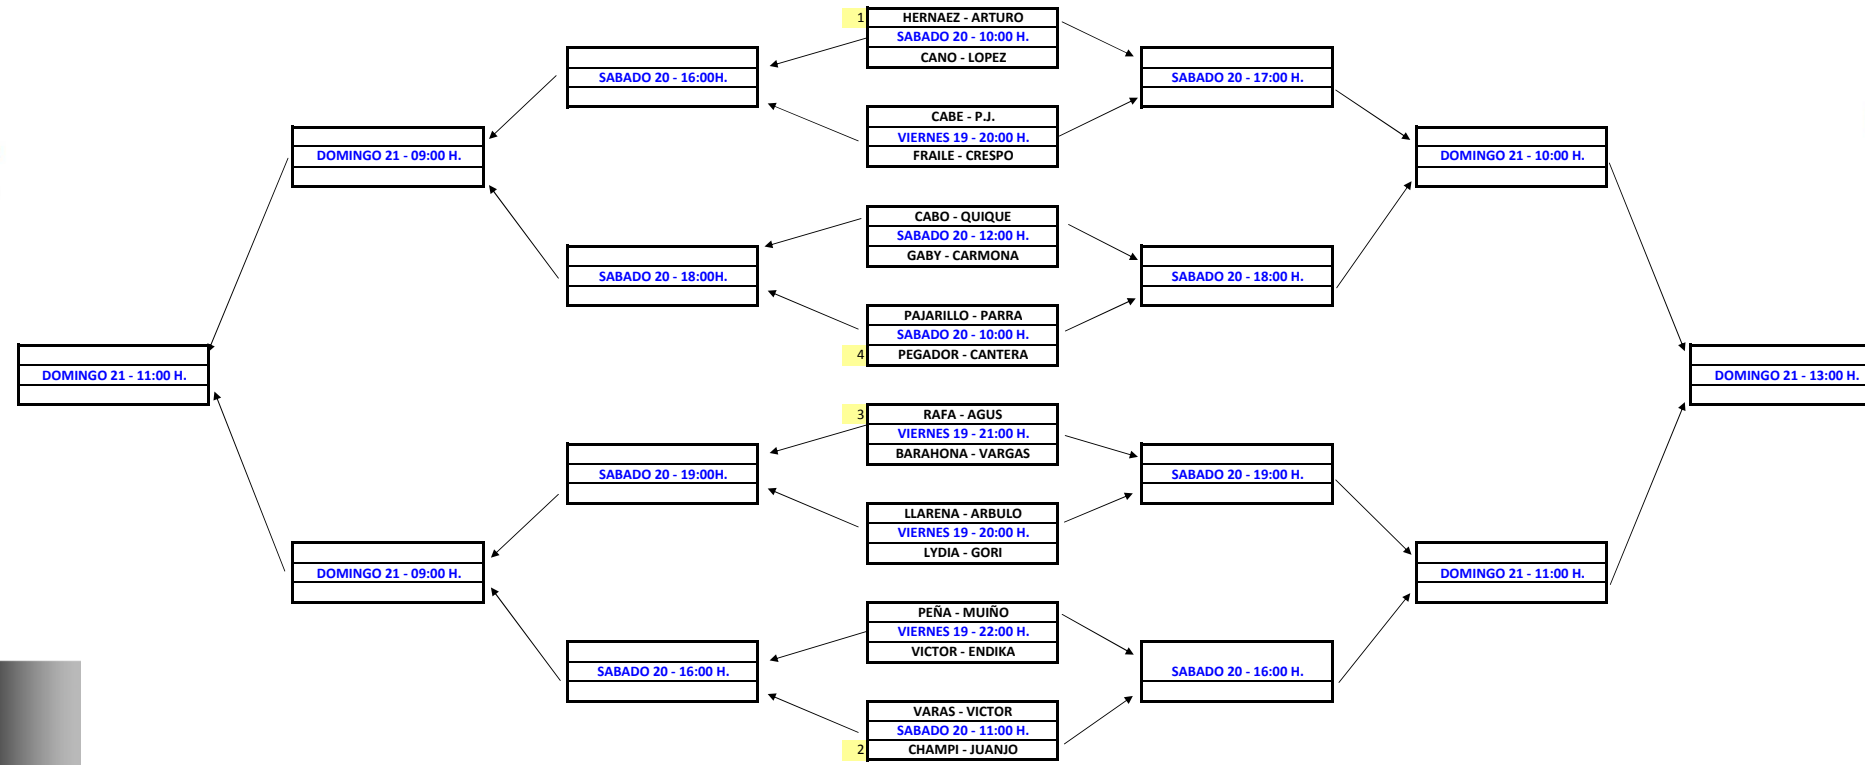 1
HERNAEZ - ARTURO
SABADO 20 - 10:00 H.
CANO - LOPEZ
SABADO 20 - 16:00H.
SABADO 20 - 17:00 H.
CABE - P.J.
VIERNES 19 - 20:00 H.
FRAILE - CRESPO
DOMINGO 21 - 09:00 H.
DOMINGO 21 - 10:00 H.
CABO - QUIQUE
SABADO 20 - 12:00 H.
GABY - CARMONA
SABADO 20 - 18:00H.
SABADO 20 - 18:00 H.
PAJARILLO - PARRA
SABADO 20 - 10:00 H.
4
PEGADOR - CANTERA
DOMINGO 21 - 11:00 H.
DOMINGO 21 - 13:00 H.
3
RAFA - AGUS
VIERNES 19 - 21:00 H.
BARAHONA - VARGAS
SABADO 20 - 19:00H.
SABADO 20 - 19:00 H.
LLARENA - ARBULO
VIERNES 19 - 20:00 H.
LYDIA - GORI
DOMINGO 21 - 09:00 H.
DOMINGO 21 - 11:00 H.
PEÑA - MUIÑO
VIERNES 19 - 22:00 H.
VICTOR - ENDIKA
SABADO 20 - 16:00 H.
SABADO 20 - 16:00 H.
VARAS - VICTOR
SABADO 20 - 11:00 H.
2
CHAMPI - JUANJO